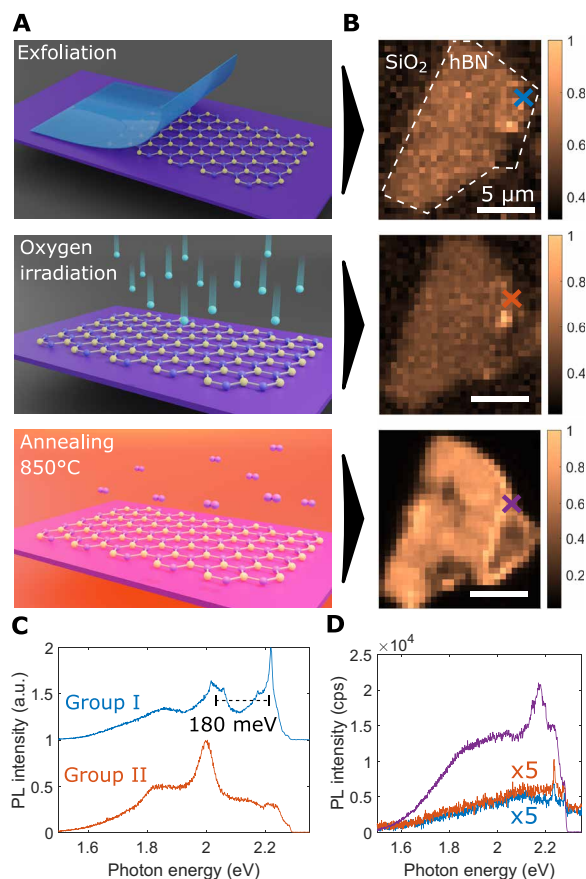 A
B
Exfoliation
SiO2 hBN
5 μm
1
0.8
0.6
0.4
Oxygen
irradiation
1
0.8
0.6
0.4
Annealing
850°C
1
0.8
0.6
0.4
0.2
C
D
PL intensity (a.u.)
2
1.5
1
0.5
0
Group I
180 meV
Group II
1.6
1.8
2
2.2
Photon energy (eV)
PL intensity (cps)
×10⁴
2.5
2
1.5
1
0.5
0
x5
x5
1.6
1.8
2
2.2
Photon energy (eV)